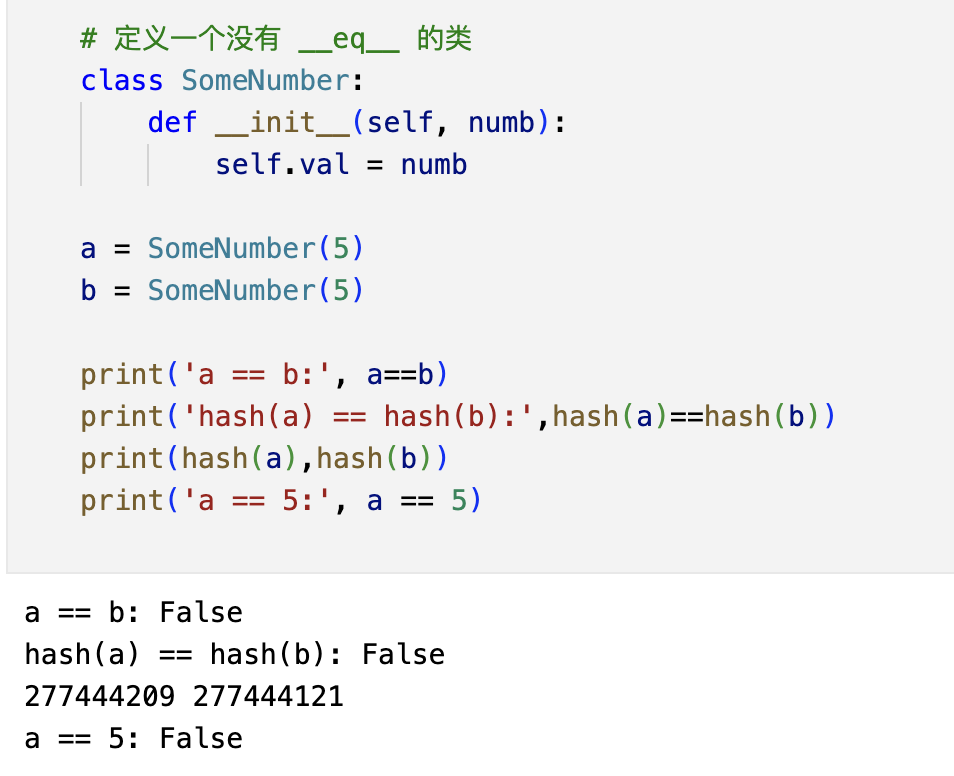 # 定义一个没有 __eq__ 的类
class SomeNumber:
    def __init__(self, numb):
        self.val = numb
a = SomeNumber(5)
b = SomeNumber(5)
print('a == b:', a==b)
print('hash(a) == hash(b):',hash(a)==hash(b))
print(hash(a),hash(b))
print('a == 5:', a == 5)
a == b: False
hash(a) == hash(b): False
277444209 277444121
a == 5: False